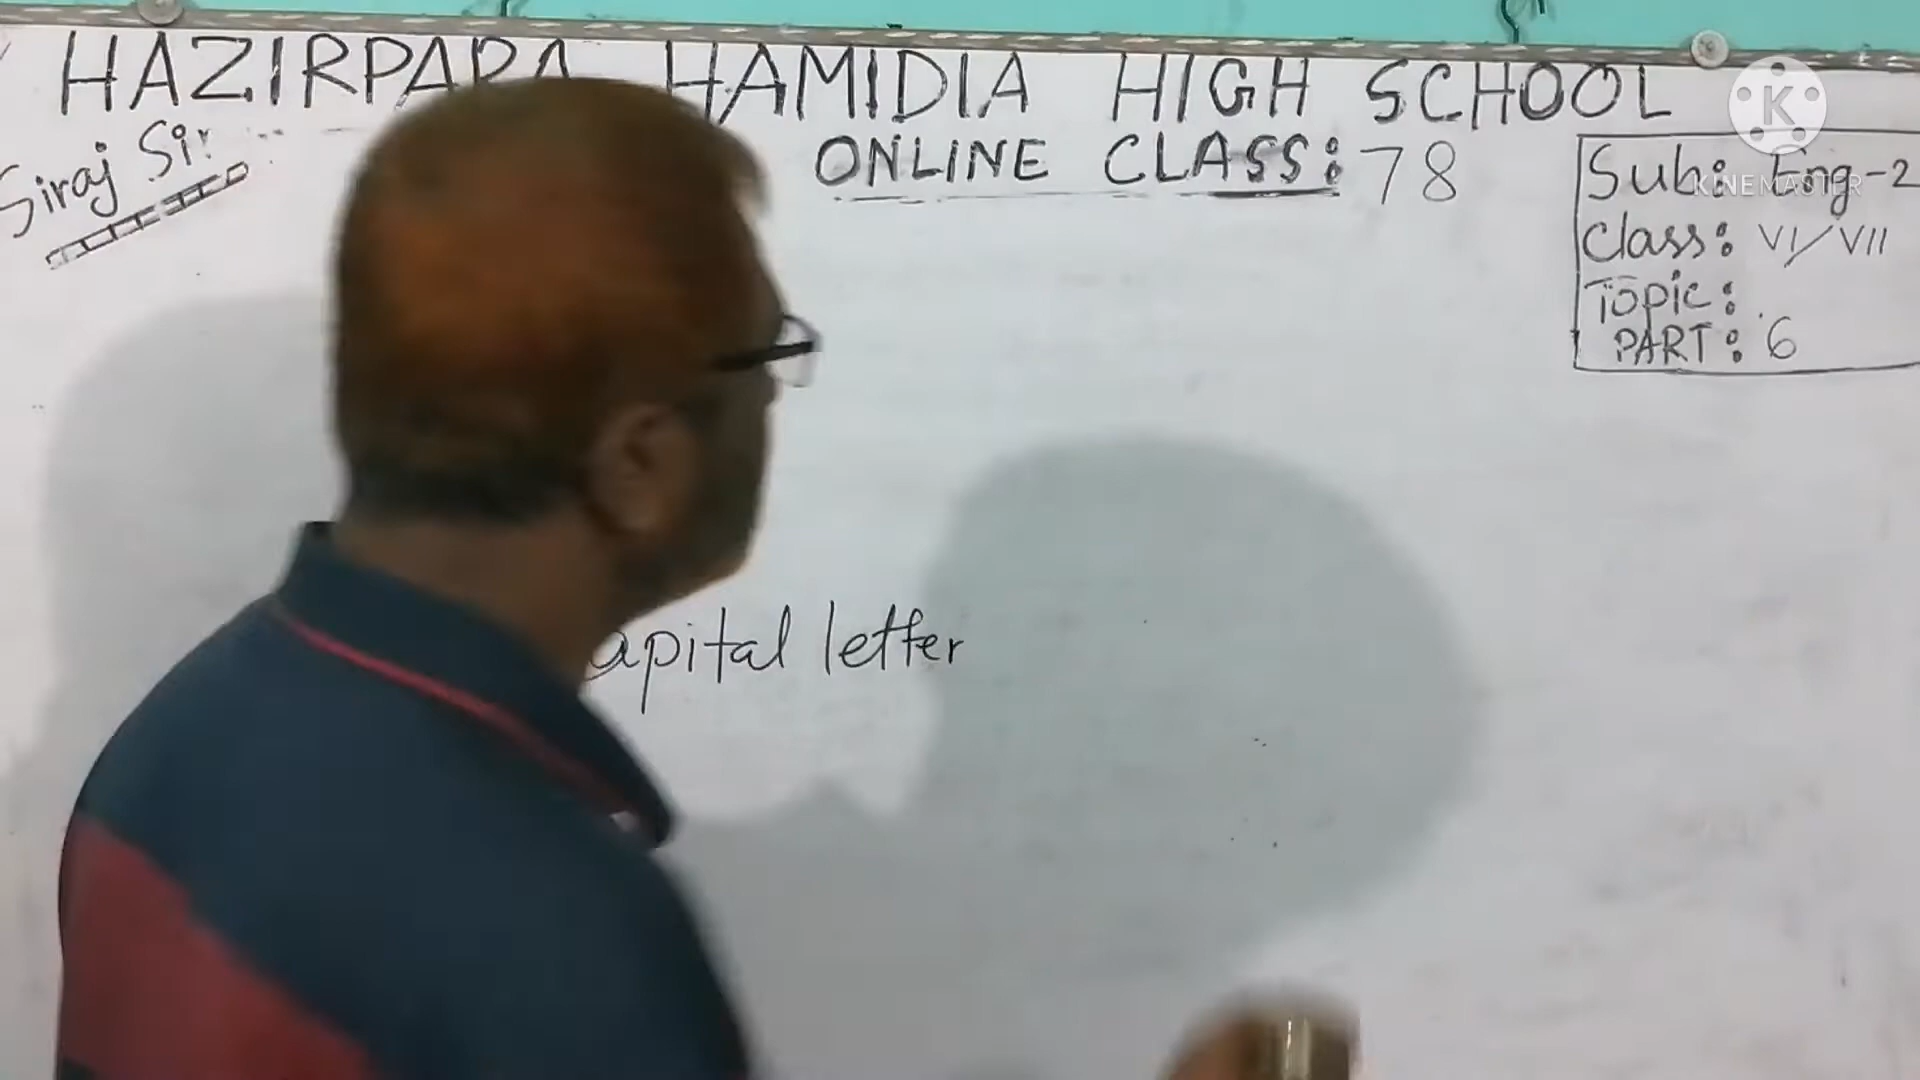 HAZIRPARA HAMIDIA HIGH SCHOOL
Siraj Sir
ONLINE CLASS: 78
Sub: Eng-2
Class: VI/VII
Topic:
PART: 6
apital letter
K
KINEMASTER